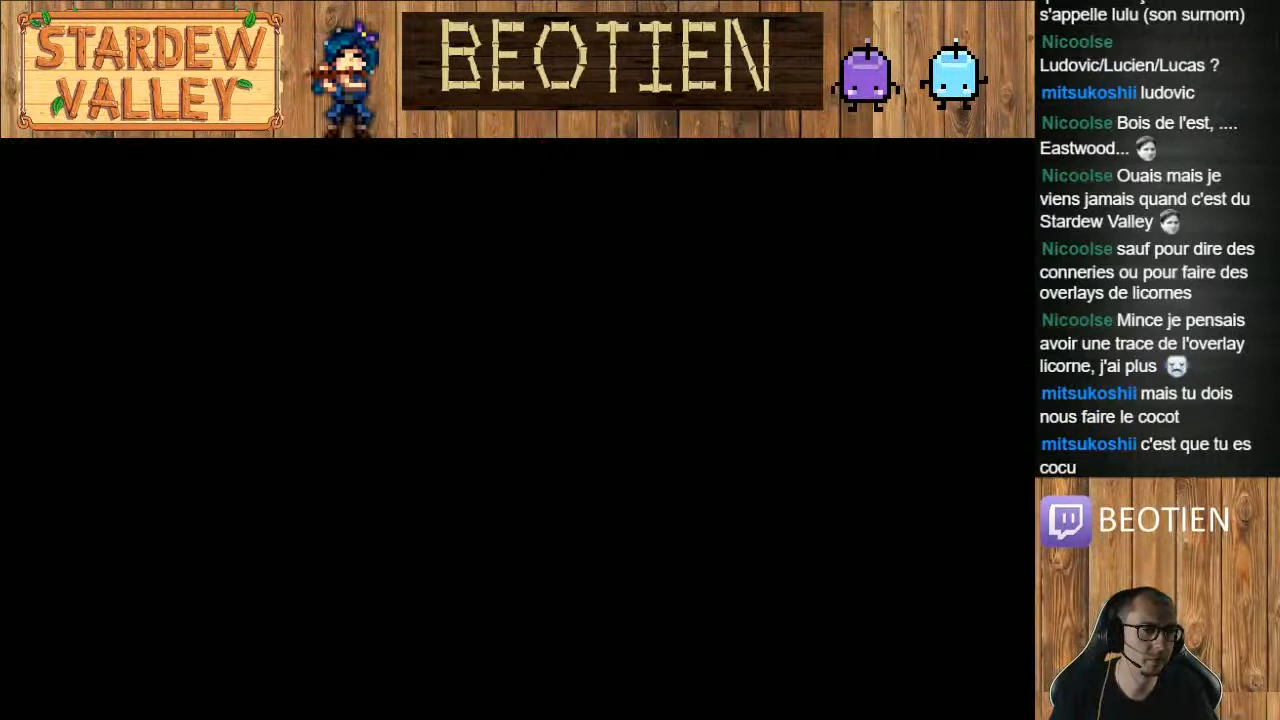 STARDEW
VALLEY
BEOTIEN
s'appelle lulu (son surnom)
Nicoolse
Ludovic/Lucien/Lucas ?
mitsukoshii ludovic
Nicoolse Bois de l'est, ....
Eastwood...
Nicoolse Ouais mais je
viens jamais quand c'est du
Stardew Valley
Nicoolse sauf pour dire des
conneries ou pour faire des
overlays de licornes
Nicoolse Mince je pensais
avoir une trace de l'overlay
licorne, j'ai plus
mitsukoshii mais tu dois
nous faire le cocot
mitsukoshii c'est que tu es
cocu
BEOTIEN